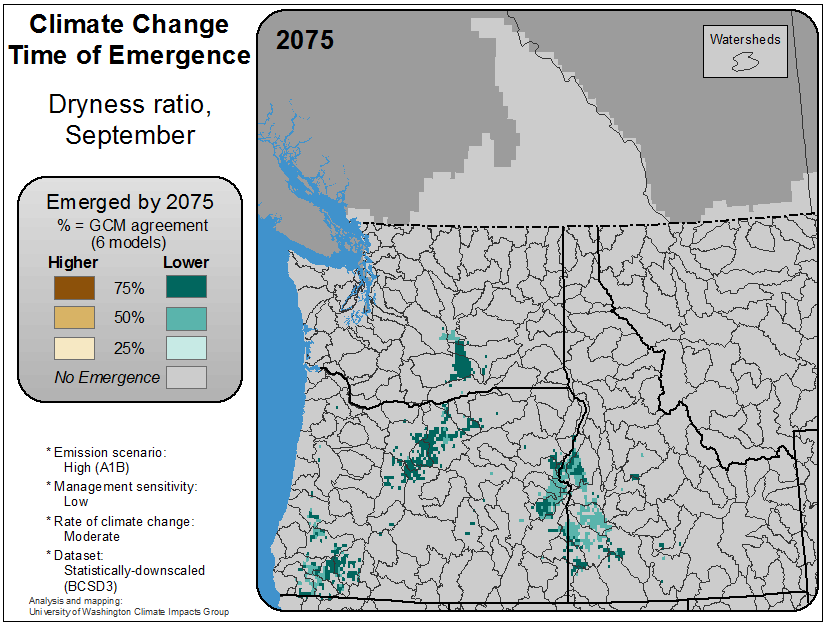 Climate Change
Time of Emergence
Dryness ratio,
September
Emerged by 2075
% = GCM agreement
(6 models)
Higher Lower
75%
50%
25%
No Emergence
* Emission scenario:
High (A1B)
* Management sensitivity:
Low
* Rate of climate change:
Moderate
* Dataset:
Statistically-downscaled
(BCSD3)
Analysis and mapping:
University of Washington Climate Impacts Group
2075
Watersheds